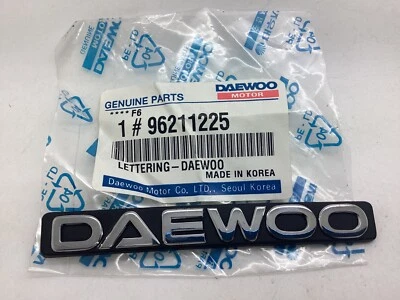 GENUINE PARTS
DAEWOO
MOTOR
**** F6
1 # 96211225
LETTERING-DAEWOO
MADE IN KOREA
Daewoo Motor Co. LTD., Seoul Korea
DAEWOO